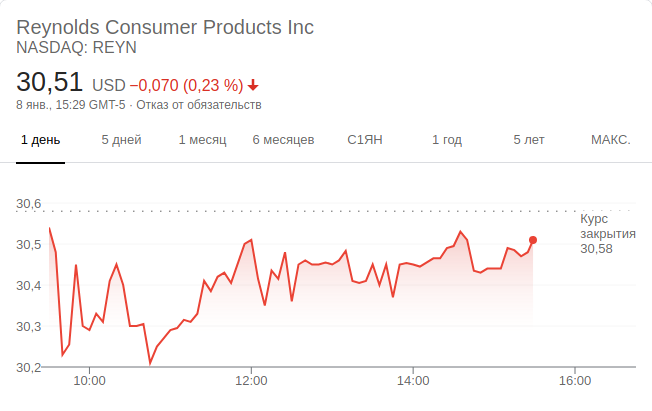 Reynolds Consumer Products Inc
NASDAQ: REYN
30,51 USD −0,070 (0,23 %)
8 янв., 15:29 GMT-5 · Отказ от обязательств
1 день 5 дней 1 месяц 6 месяцев С1ЯН 1 год 5 лет МАКС.
30,6
Курс
закрытия
30,58
30,5
30,4
30,3
30,2
10:00 12:00 14:00 16:00